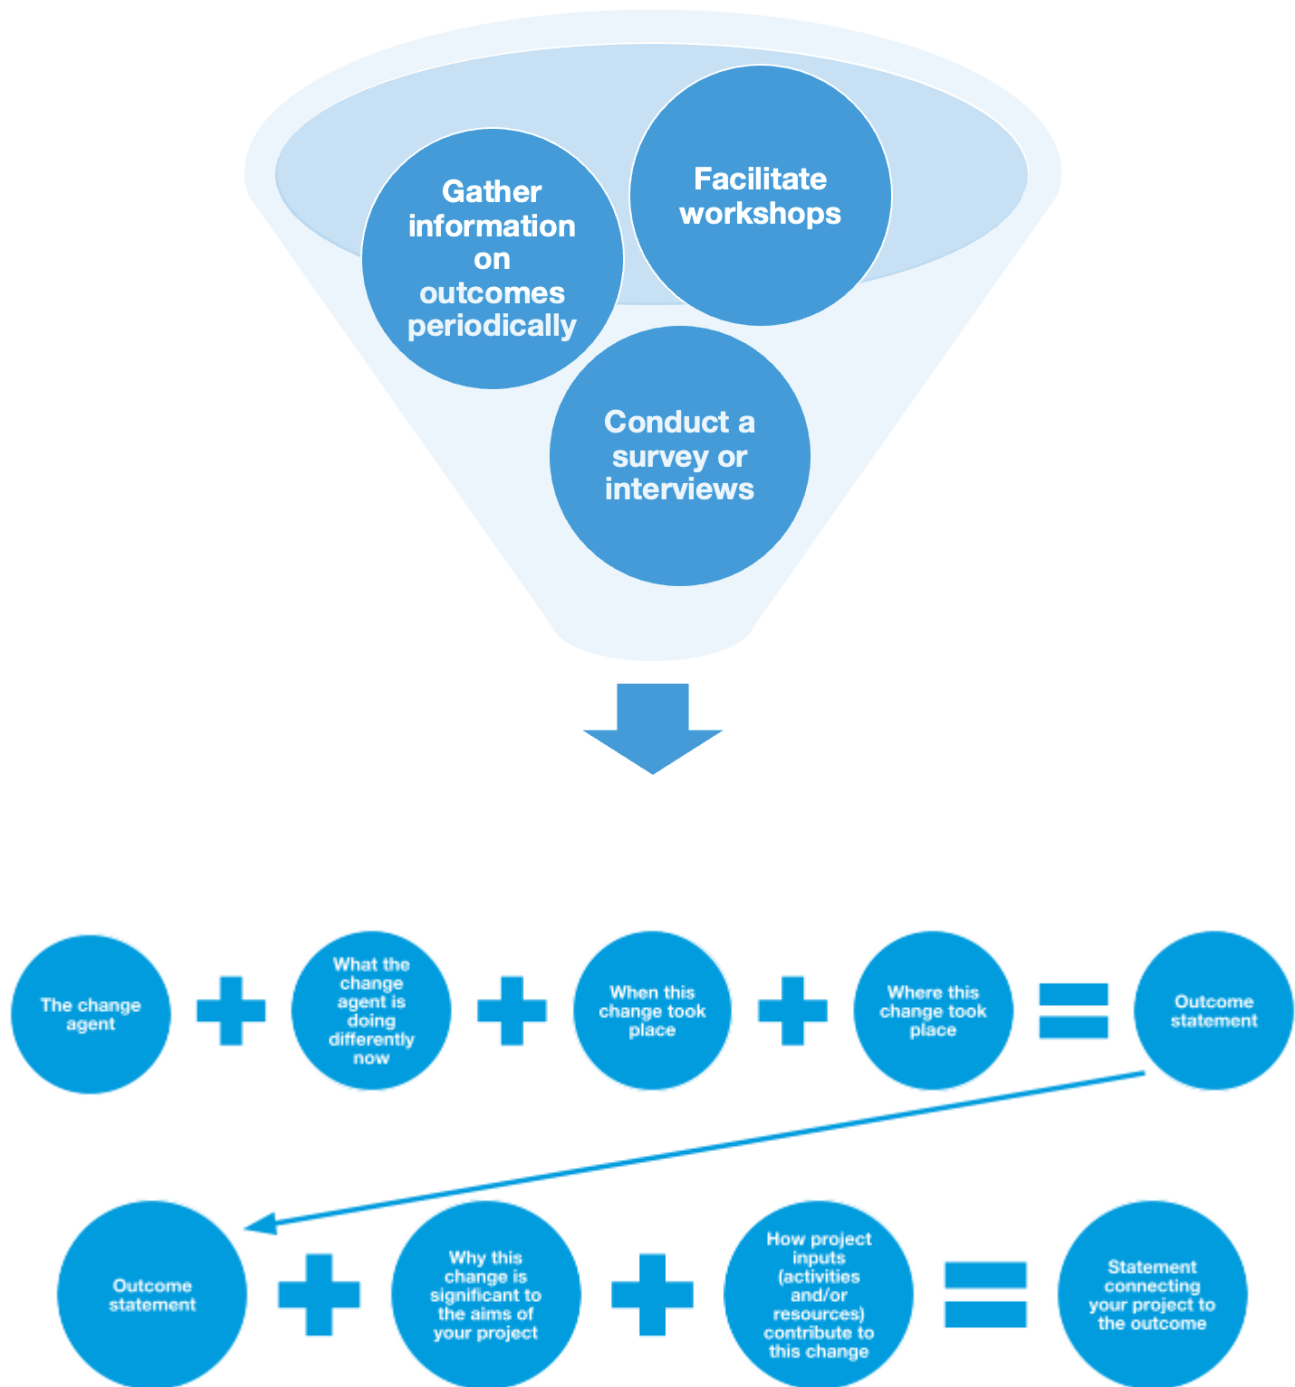 Facilitate
workshops
Gather
information
on
outcomes
periodically
Conduct a
survey or
interviews
The change
agent
What the
change
agent is
doing
differently
now
When this
change took
place
Where this
change took
place
Outcome
statement
Outcome
statement
Why this
change is
significant to
the aims of
your project
How project
inputs
(activities
and/or
resources)
contribute to
this change
Statement
connecting
your project to
the outcome